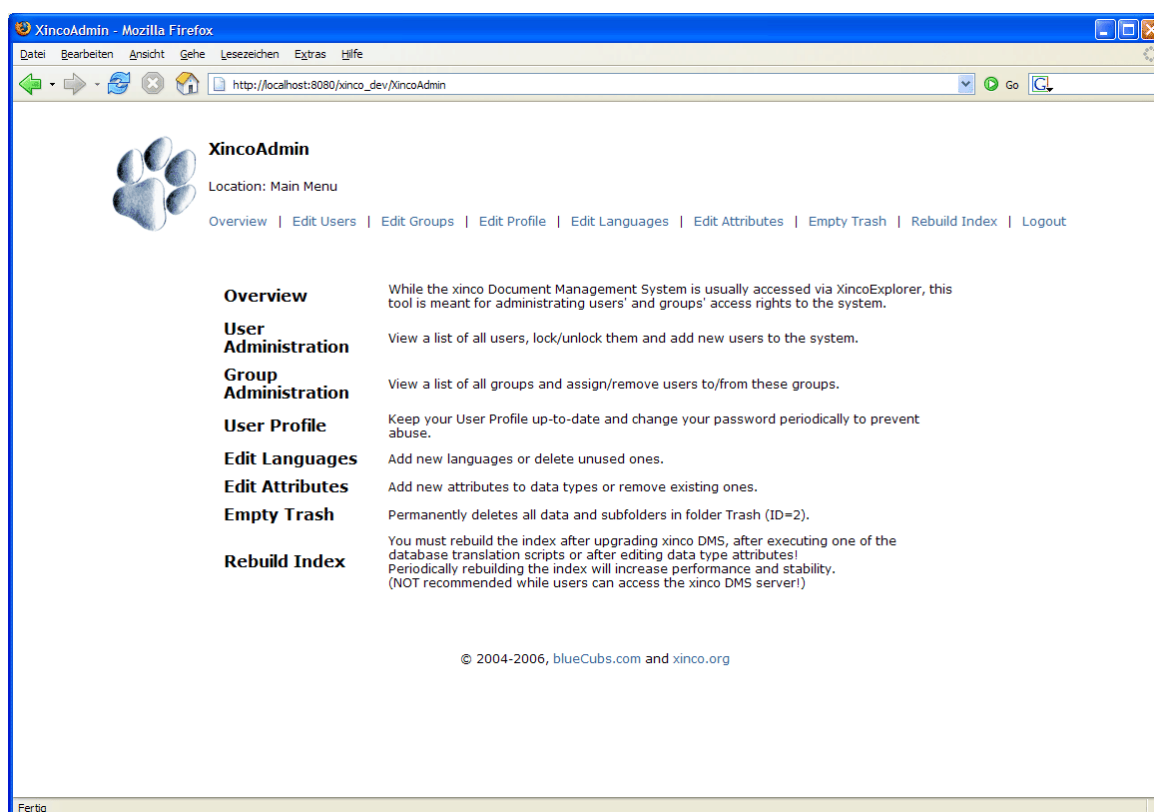 XincoAdmin - Mozilla Firefox
Datei Bearbeiten Ansicht Gehe Lesezeichen Extras Hilfe
http://localhost:8080/xinco_dev/XincoAdmin Go G
XincoAdmin
Location: Main Menu
Overview | Edit Users | Edit Groups | Edit Profile | Edit Languages | Edit Attributes | Empty Trash | Rebuild Index | Logout
Overview
While the xinco Document Management System is usually accessed via XincoExplorer, this
tool is meant for administrating users' and groups' access rights to the system.
User
Administration
View a list of all users, lock/unlock them and add new users to the system.
Group
Administration
View a list of all groups and assign/remove users to/from these groups.
User Profile
Keep your User Profile up-to-date and change your password periodically to prevent
abuse.
Edit Languages
Add new languages or delete unused ones.
Edit Attributes
Add new attributes to data types or remove existing ones.
Empty Trash
Permanently deletes all data and subfolders in folder Trash (ID=2).
Rebuild Index
You must rebuild the index after upgrading xinco DMS, after executing one of the
database translation scripts or after editing data type attributes!
Periodically rebuilding the index will increase performance and stability.
(NOT recommended while users can access the xinco DMS server!)
© 2004-2006, blueCubs.com and xinco.org
Fertig